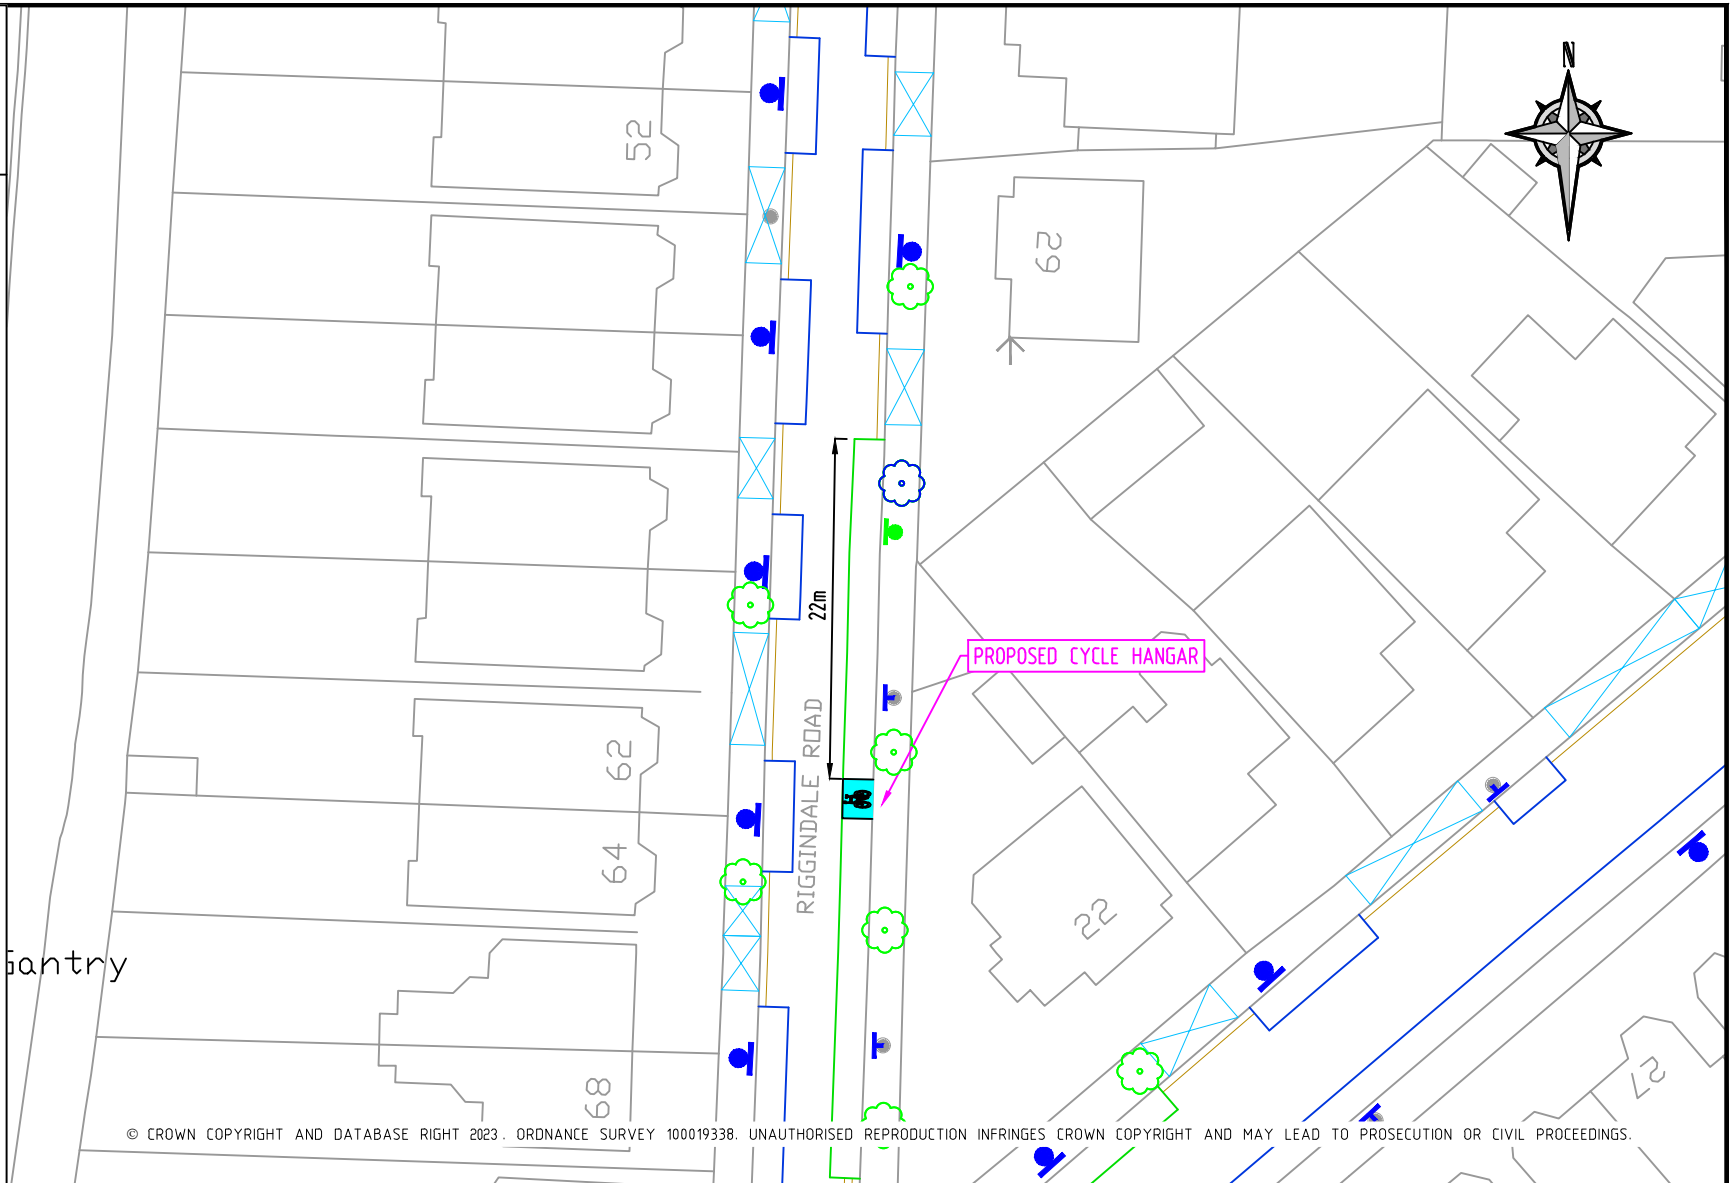 N
52
62
22m
PROPOSED CYCLE HANGAR
RIGGINDALE ROAD
62
64
22
antry
27
68
© CROWN COPYRIGHT AND DATABASE RIGHT 2023. ORDNANCE SURVEY 100019338. UNAUTHORISED REPRODUCTION INFRINGES CROWN COPYRIGHT AND MAY LEAD TO PROSECUTION OR CIVIL PROCEEDINGS.